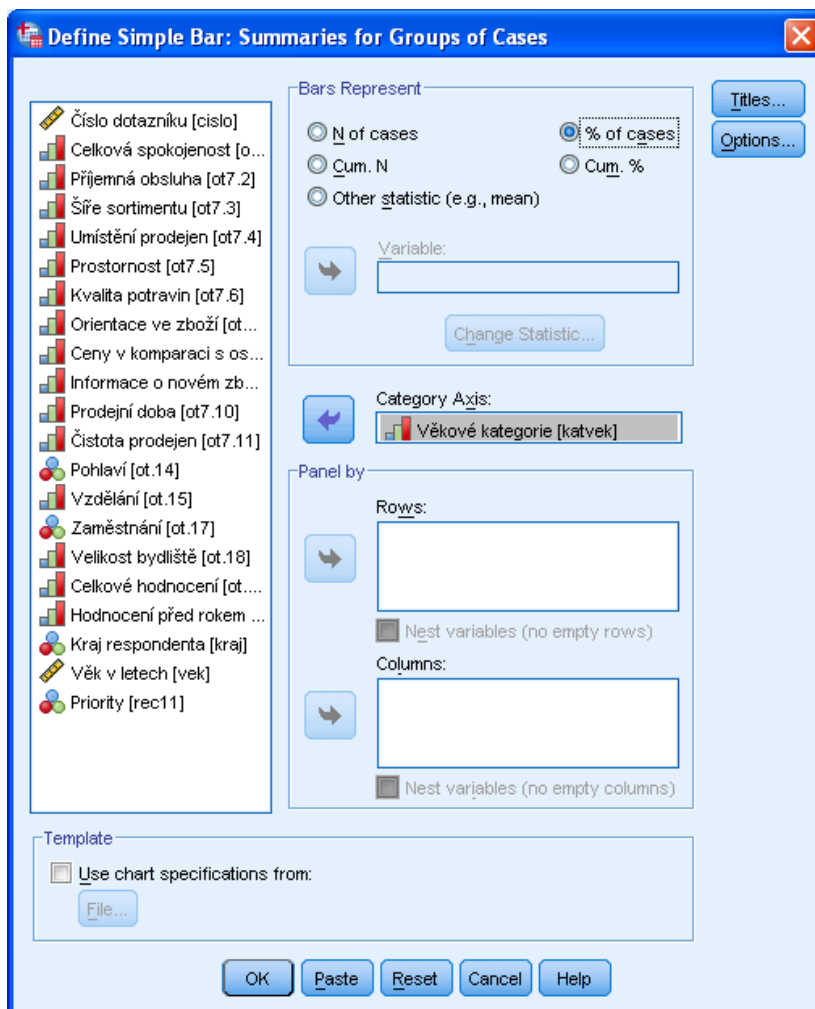 Define Simple Bar: Summaries for Groups of Cases
Číslo dotazníku [cislo]
Celková spokojenost [o...
Příjemná obsluha [ot7.2]
Šíře sortimentu [ot7.3]
Umístění prodejen [ot7.4]
Prostornost [ot7.5]
Kvalita potravin [ot7.6]
Orientace ve zboží [ot...
Ceny v komparaci s os...
Informace o novém zb...
Prodejní doba [ot7.10]
Čistota prodejen [ot7.11]
Pohlaví [ot.14]
Vzdělání [ot.15]
Zaměstnání [ot.17]
Velikost bydliště [ot.18]
Celkové hodnocení [ot....
Hodnocení před rokem ...
Kraj respondenta [kraj]
Věk v letech [vek]
Priority [rec11]
Bars Represent
N of cases
% of cases
Cum. N
Cum. %
Other statistic (e.g., mean)
Variable:
Change Statistic...
Category Axis:
Věkové kategorie [katvek]
Panel by
Rows:
Nest variables (no empty rows)
Columns:
Nest variables (no empty columns)
Titles...
Options...
Template
Use chart specifications from:
File...
OK
Paste
Reset
Cancel
Help